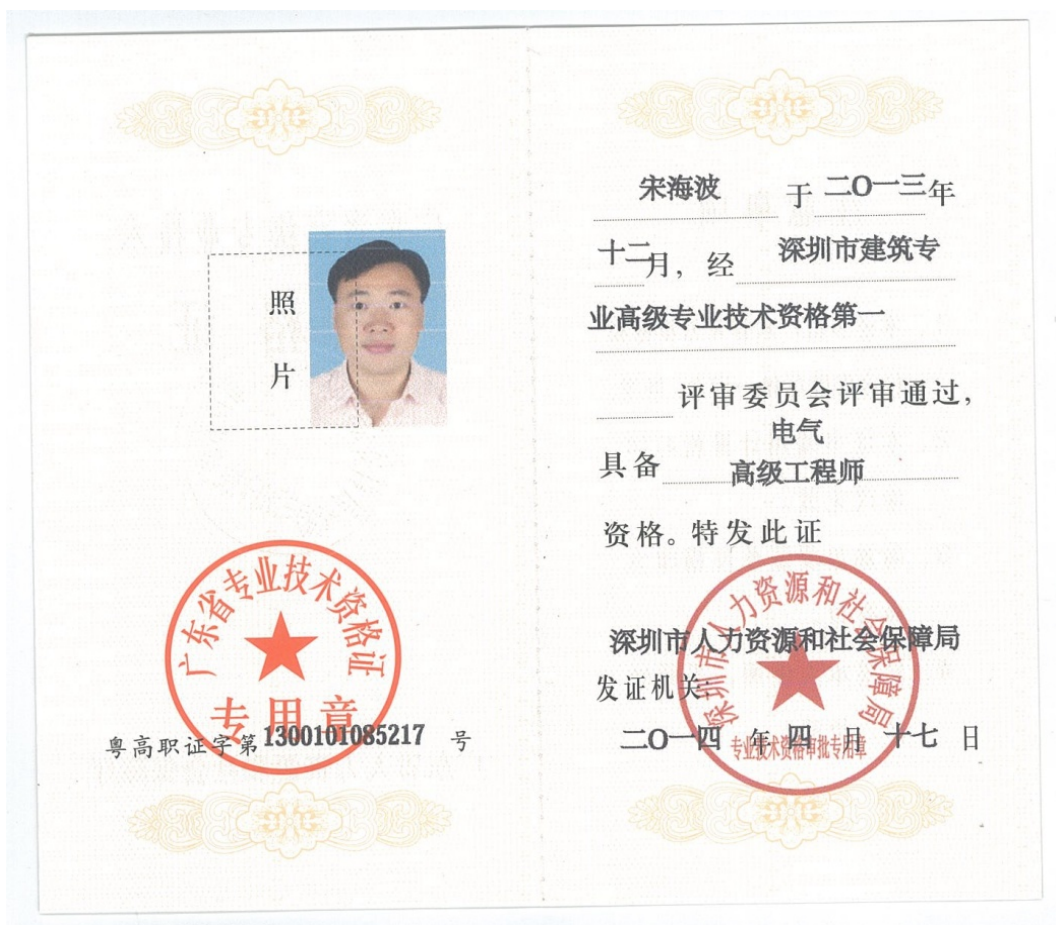 照
片
广东省专业技术资格证
专用章
粤高职证字第1300101085217 号
宋海波 于二O一三年
十二月，经 深圳市建筑专
业高级专业技术资格第一
评审委员会评审通过，
电气
具备 高级工程师
资格。特发此证
深圳市人力资源和社会保障局
深圳市人力资源和社会保障局
发证机关：
二O一四 年 四 月 十七 日
专业技术资格审批专用章